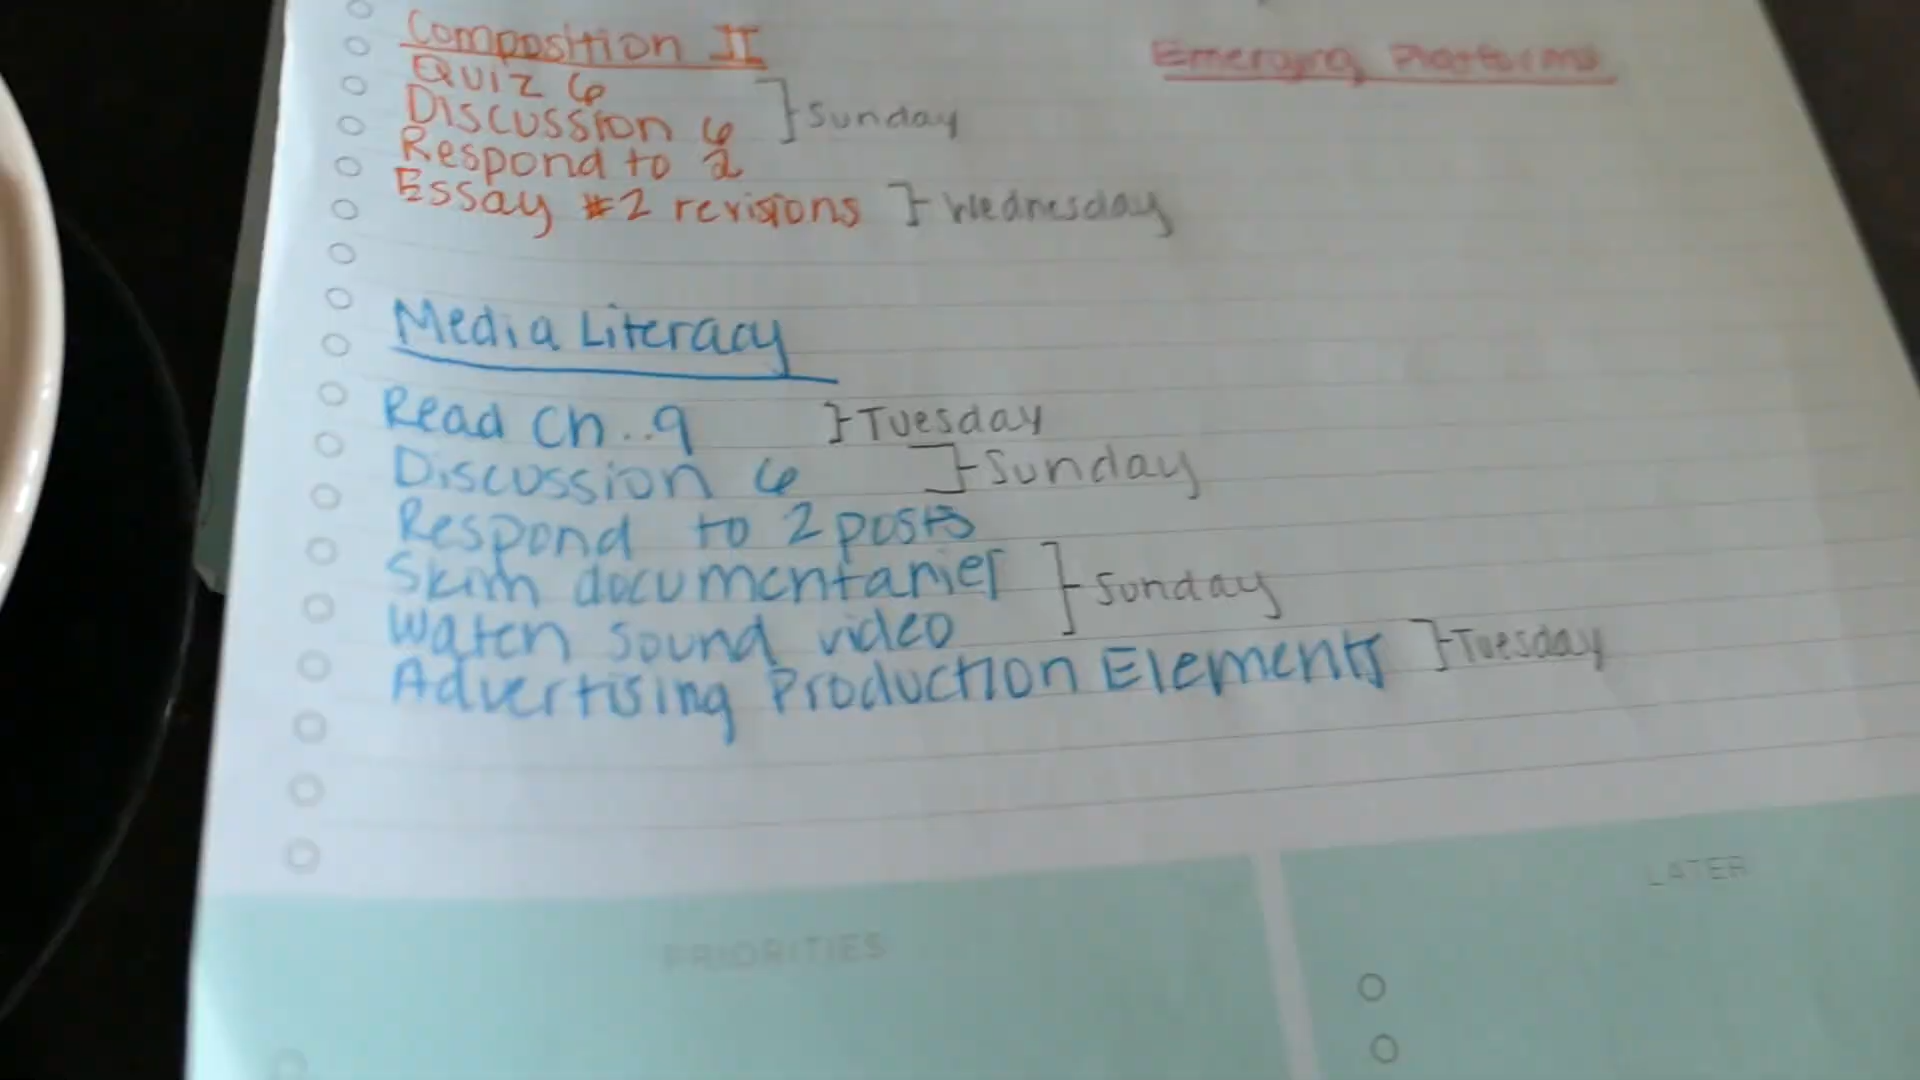 Composition II
Emerging Platforms
Quiz 6
Discussion 6 } Sunday
Respond to 2
Essay #2 revisions } Wednesday
Media Literacy
Read Ch..9 } Tuesday
Discussion 6 } Sunday
Respond to 2 posts
Skim documentaries
Watch sound video } Sunday
Advertising Production Elements } Tuesday
LATER
PRIORITIES